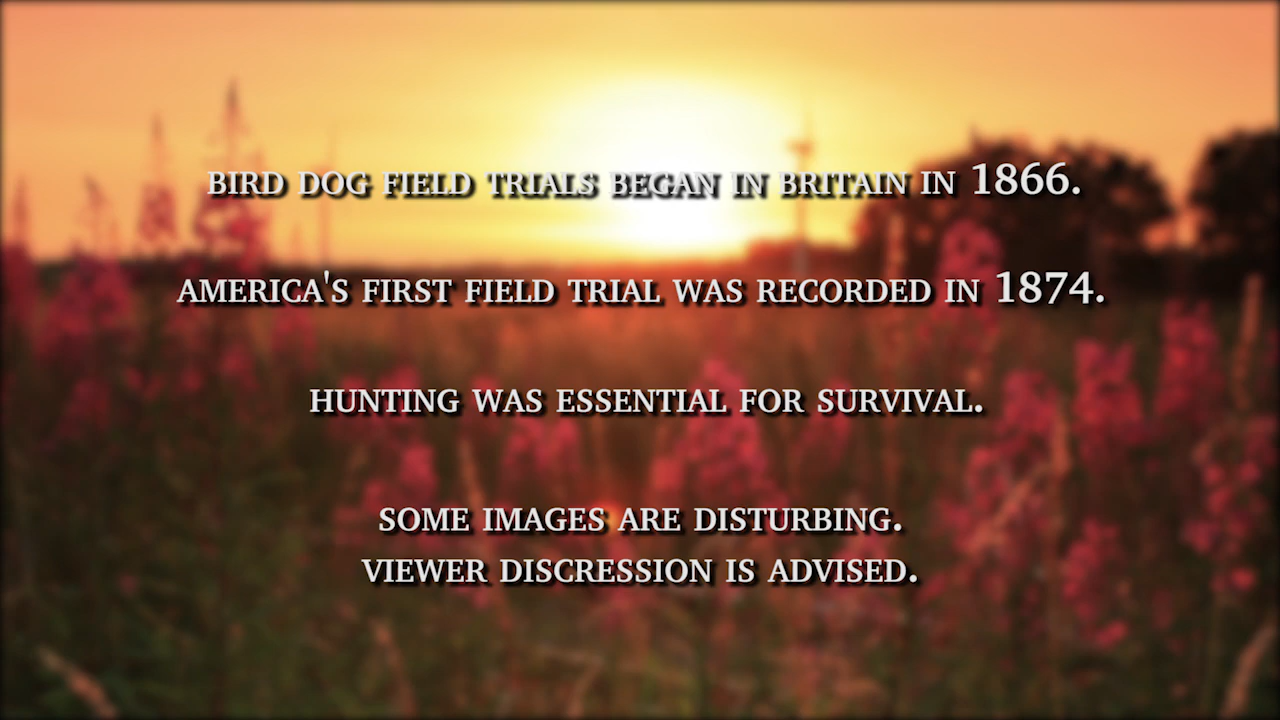 BIRD DOG FIELD TRIALS BEGAN IN BRITAIN IN 1866.
AMERICA'S FIRST FIELD TRIAL WAS RECORDED IN 1874.
HUNTING WAS ESSENTIAL FOR SURVIVAL.
SOME IMAGES ARE DISTURBING.
VIEWER DISCRESSION IS ADVISED.